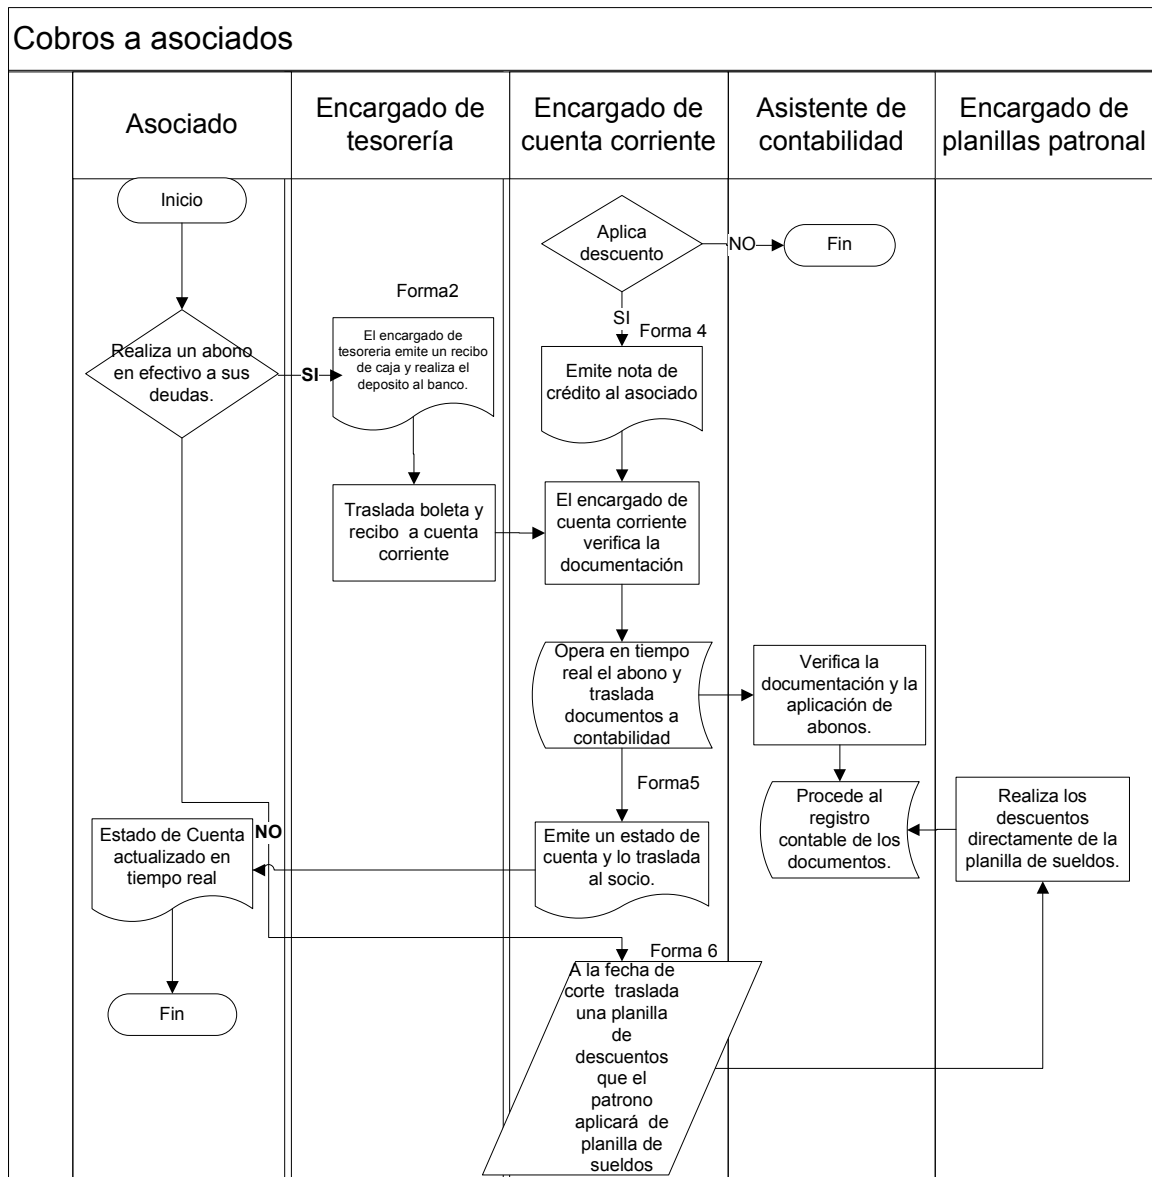 Cobros a asociados
Asociado
Encargado de
tesorería
Encargado de
cuenta corriente
Asistente de
contabilidad
Encargado de
planillas patronal
Inicio
Aplica
descuento
NO
Fin
Forma2
SI
Forma 4
Realiza un abono
en efectivo a sus
deudas.
SI
El encargado de
tesoreria emite un recibo
de caja y realiza el
deposito al banco.
Emite nota de
crédito al asociado
Traslada boleta y
recibo a cuenta
corriente
El encargado de
cuenta corriente
verifica la
documentación
Opera en tiempo
real el abono y
traslada
documentos a
contabilidad
Verifica la
documentación y la
aplicación de
abonos.
Forma5
Procede al
registro
contable de los
documentos.
Realiza los
descuentos
directamente de la
planilla de sueldos.
Estado de Cuenta
actualizado en
tiempo real
NO
Emite un estado de
cuenta y lo traslada
al socio.
Fin
Forma 6
A la fecha de
corte traslada
una planilla
de
descuentos
que el
patrono
aplicará de
planilla de
sueldos